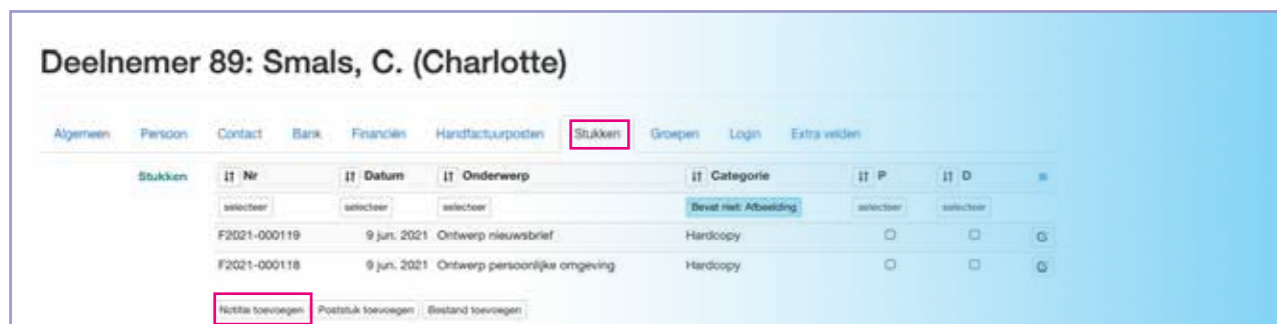 Deelnemer 89: Smals, C. (Charlotte)
Algemeen Persoon Contact Bank Financiën Handfactuurposten Stukken Groepen Login Extra velden
Stukken Nr Datum Onderwerp Categorie P D
selecteer selecteer selecteer Bevat niet: Afbeelding selecteer selecteer
F2021-000119 9 jun. 2021 Ontwerp nieuwsbrief Hardcopy
F2021-000118 9 jun. 2021 Ontwerp persoonlijke omgeving Hardcopy
Notitie toevoegen Poststuk toevoegen Bestand toevoegen